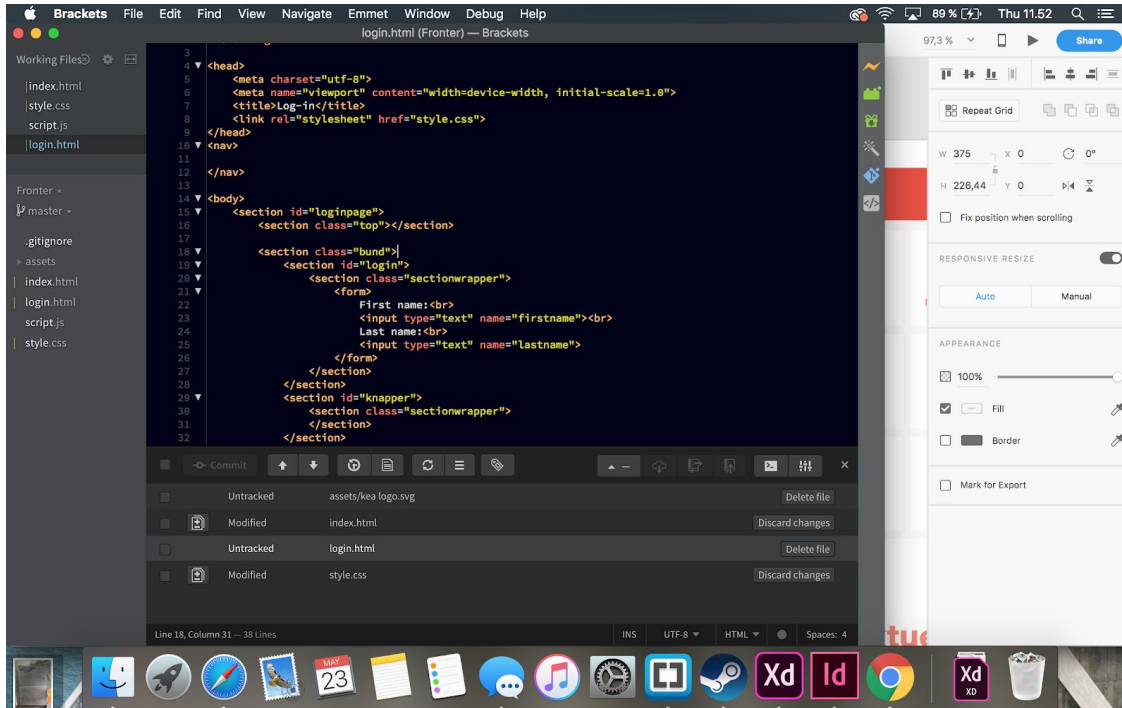 Brackets File Edit Find View Navigate Emmet Window Debug Help 89 % Thu 11.52
login.html (Fronter) — Brackets
Working Files
index.html
style.css
script.js
login.html
Fronter
master
.gitignore
assets
index.html
login.html
script.js
style.css
3
4 <head>
5 <meta charset="utf-8">
6 <meta name="viewport" content="width=device-width, initial-scale=1.0">
7 <title>Log-in</title>
8 <link rel="stylesheet" href="style.css">
9 </head>
10 <nav>
11
12 </nav>
13
14 <body>
15 <section id="loginpage">
16 <section class="top"></section>
17
18 <section class="bund">
19 <section id="login">
20 <section class="sectionwrapper">
21 <form>
22 First name:<br>
23 <input type="text" name="firstname"><br>
24 Last name:<br>
25 <input type="text" name="lastname">
26 </form>
27 </section>
28 </section>
29 <section id="knapper">
30 <section class="sectionwrapper">
31 </section>
32 </section>
Commit
Untracked assets/kea logo.svg Delete file
Modified index.html Discard changes
Untracked login.html Delete file
Modified style.css Discard changes
Line 18, Column 31 — 38 Lines INS UTF-8 HTML Spaces: 4
97,3 % Share
Repeat Grid
W 375 X 0 0°
H 226,44 Y 0
Fix position when scrolling
RESPONSIVE RESIZE
Auto Manual
APPEARANCE
100%
Fill
Border
Mark for Export
tue
MAY
23
Xd Id Xd
XD